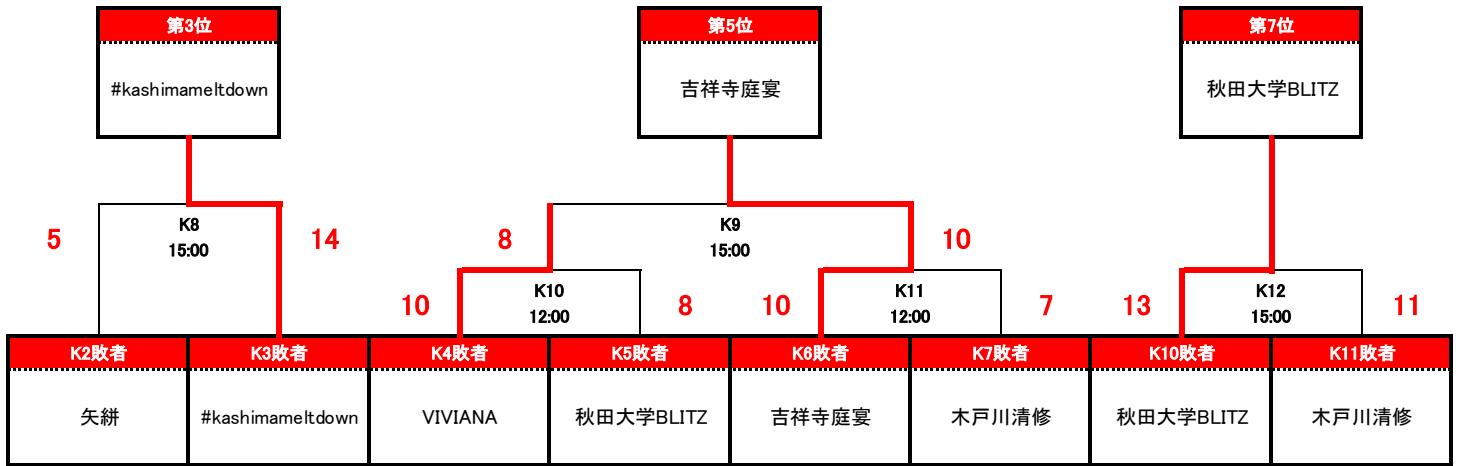 第3位
第5位
第7位
#kashimameltdown
吉祥寺庭宴
秋田大学BLITZ
5
K8
15:00
14
8
K9
15:00
10
10
K10
12:00
8
10
K11
12:00
7
13
K12
15:00
11
K2敗者
K3敗者
K4敗者
K5敗者
K6敗者
K7敗者
K10敗者
K11敗者
矢絣
#kashimameltdown
VIVIANA
秋田大学BLITZ
吉祥寺庭宴
木戸川清修
秋田大学BLITZ
木戸川清修